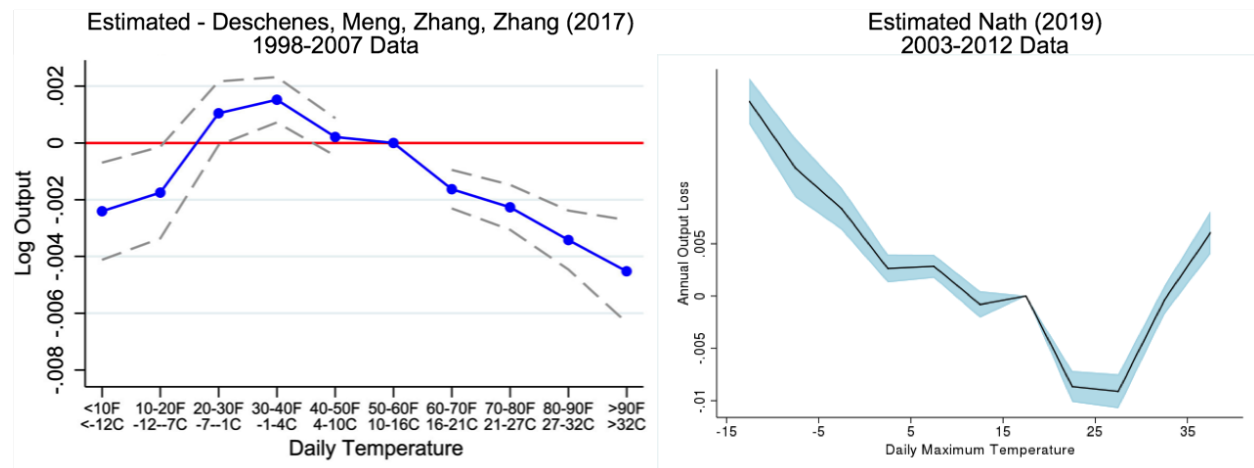 Estimated - Deschenes, Meng, Zhang, Zhang (2017)
1998-2007 Data
Log Output
.002
0
-.002
-.004
-.006
-.008
<10F 10-20F 20-30F 30-40F 40-50F 50-60F 60-70F 70-80F 80-90F >90F
<-12C -12--7C -7--1C -1-4C 4-10C 10-16C 16-21C 21-27C 27-32C >32C
Daily Temperature
Estimated Nath (2019)
2003-2012 Data
Annual Output Loss
.005
0
-.005
-.01
-15 -5 5 15 25 35
Daily Maximum Temperature